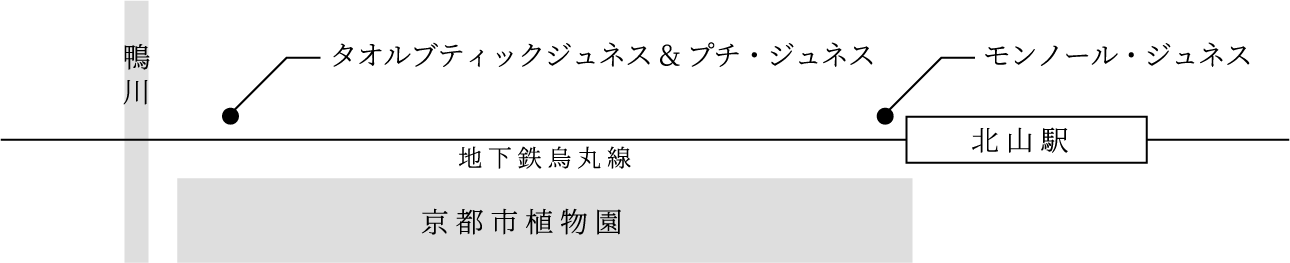 鴨川
タオルブティックジュネス＆プチ・ジュネス
モンノール・ジュネス
北山駅
地下鉄烏丸線
京都市植物園